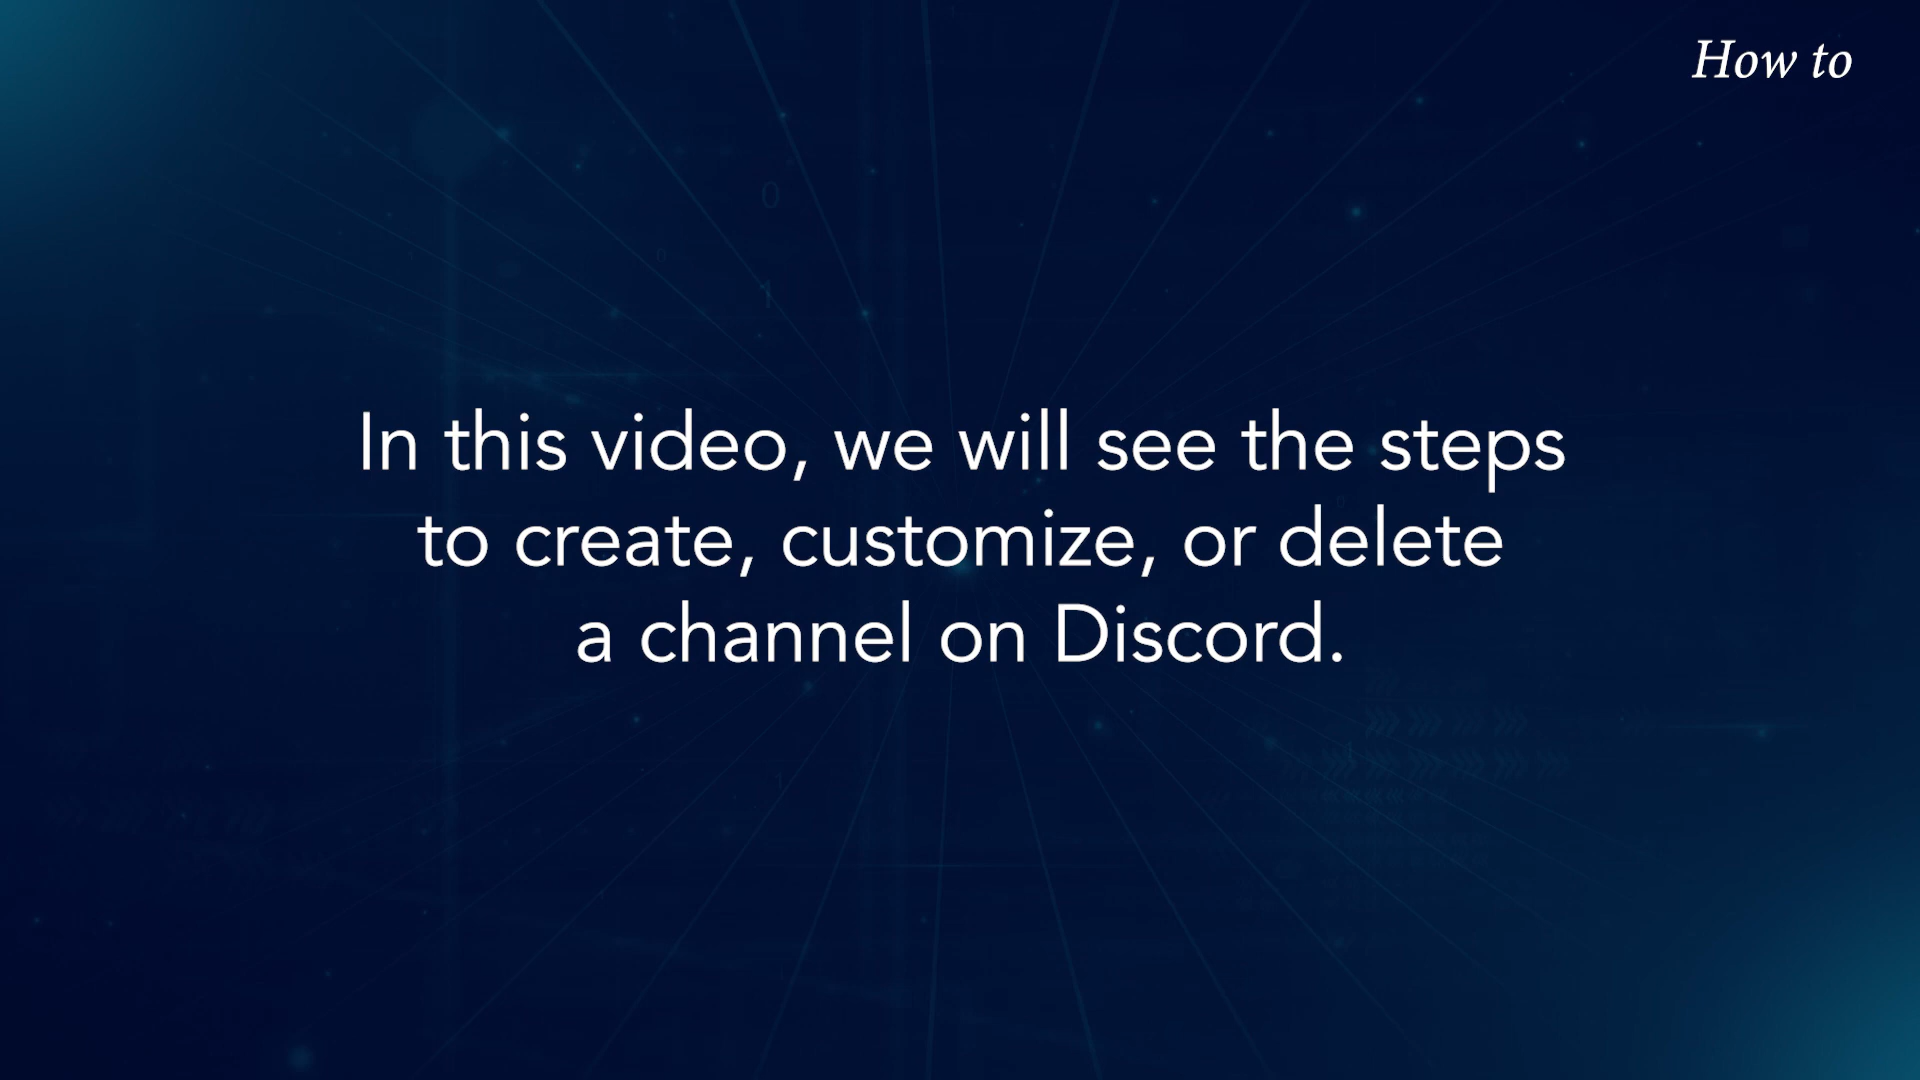 How to
In this video, we will see the steps
to create, customize, or delete
a channel on Discord.